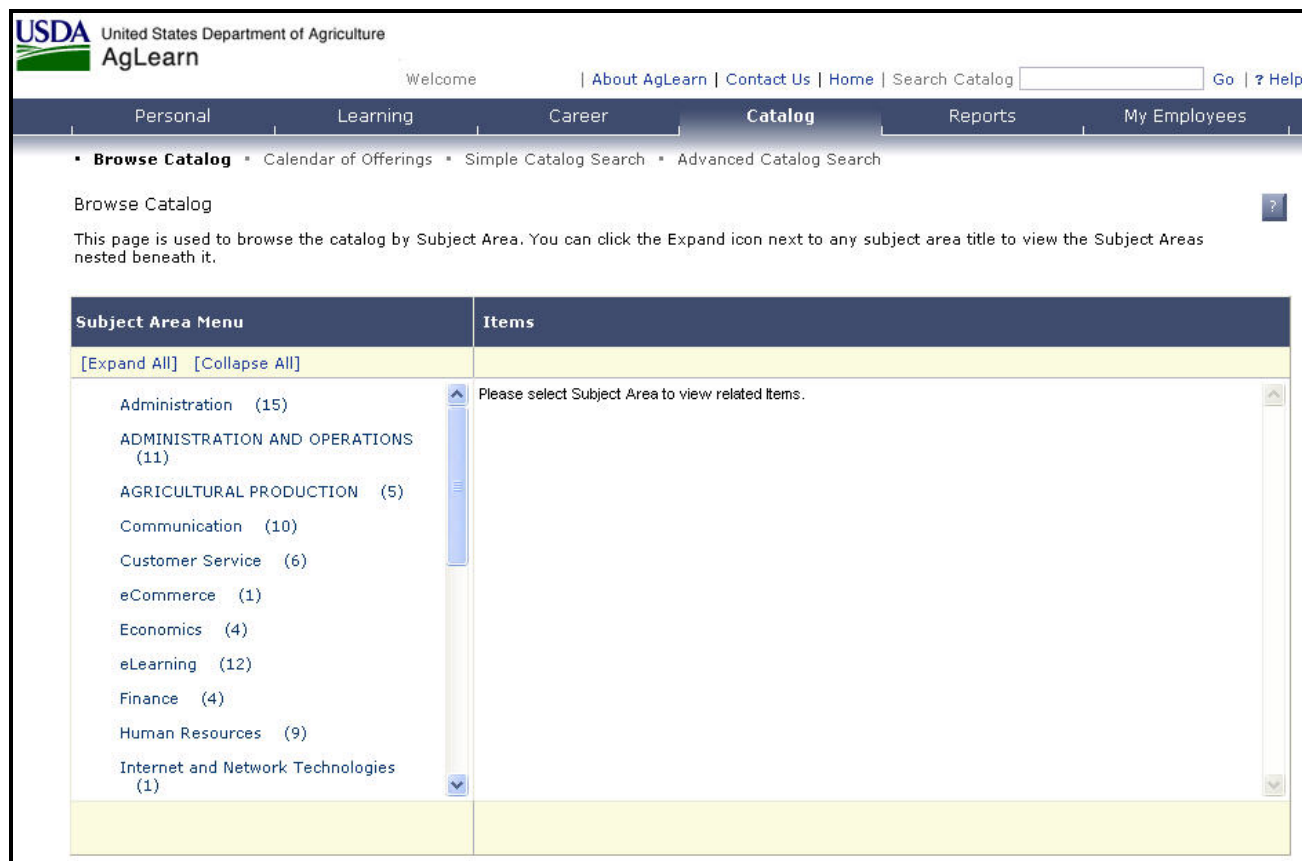 USDA United States Department of Agriculture
AgLearn
Welcome | About AgLearn | Contact Us | Home | Search Catalog Go | ? Help
Personal Learning Career Catalog Reports My Employees
▪ Browse Catalog ▪ Calendar of Offerings ▪ Simple Catalog Search ▪ Advanced Catalog Search
Browse Catalog ?
This page is used to browse the catalog by Subject Area. You can click the Expand icon next to any subject area title to view the Subject Areas
nested beneath it.
Subject Area Menu Items
[Expand All] [Collapse All]
Please select Subject Area to view related Items.
Administration (15)
ADMINISTRATION AND OPERATIONS
(11)
AGRICULTURAL PRODUCTION (5)
Communication (10)
Customer Service (6)
eCommerce (1)
Economics (4)
eLearning (12)
Finance (4)
Human Resources (9)
Internet and Network Technologies
(1)